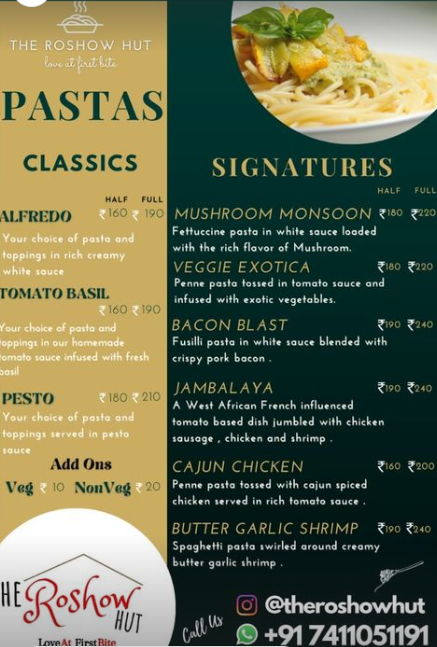 THE ROSHOW HUT
love at first bite
PASTAS
CLASSICS
HALF FULL
ALFREDO ₹160 ₹190
Your choice of pasta and
toppings in rich creamy
white sauce
TOMATO BASIL
₹160 ₹190
Your choice of pasta and
toppings in our homemade
tomato sauce infused with fresh
basil
PESTO ₹180 ₹210
Your choice of pasta and
toppings served in pesto
sauce
Add Ons
Veg ₹10 NonVeg ₹20
THE Roshow HUT
Love At First Bite
SIGNATURES
HALF FULL
MUSHROOM MONSOON ₹180 ₹220
Fettuccine pasta in white sauce loaded
with the rich flavor of Mushroom.
VEGGIE EXOTICA ₹180 ₹220
Penne pasta tossed in tomato sauce and
infused with exotic vegetables.
BACON BLAST ₹190 ₹240
Fusilli pasta in white sauce blended with
crispy pork bacon .
JAMBALAYA ₹190 ₹240
A West African French influenced
tomato based dish jumbled with chicken
sausage , chicken and shrimp .
CAJUN CHICKEN ₹160 ₹200
Penne pasta tossed with cajun spiced
chicken served in rich tomato sauce .
BUTTER GARLIC SHRIMP ₹190 ₹240
Spaghetti pasta swirled around creamy
butter garlic shrimp .
Call Us
@theroshowhut
+91 7411051191